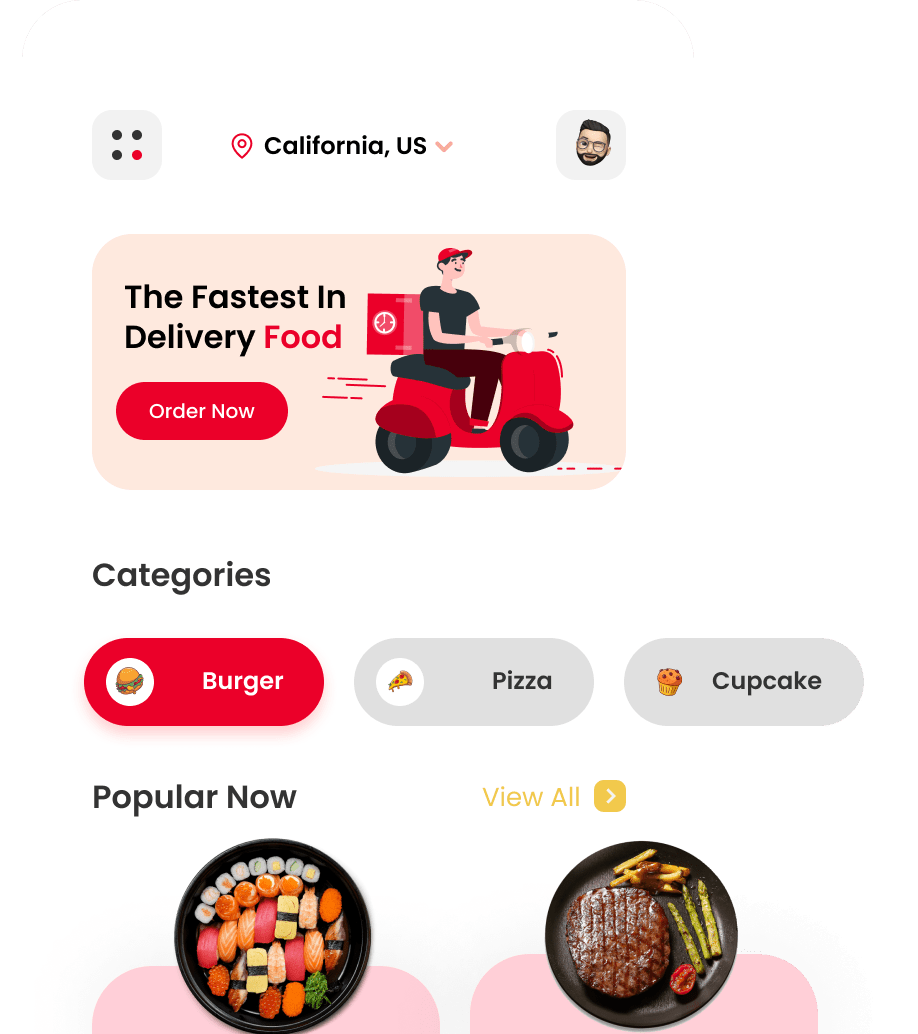 California, US
The Fastest In
Delivery Food
Order Now
Categories
Burger
Pizza
Cupcake
Popular Now
View All